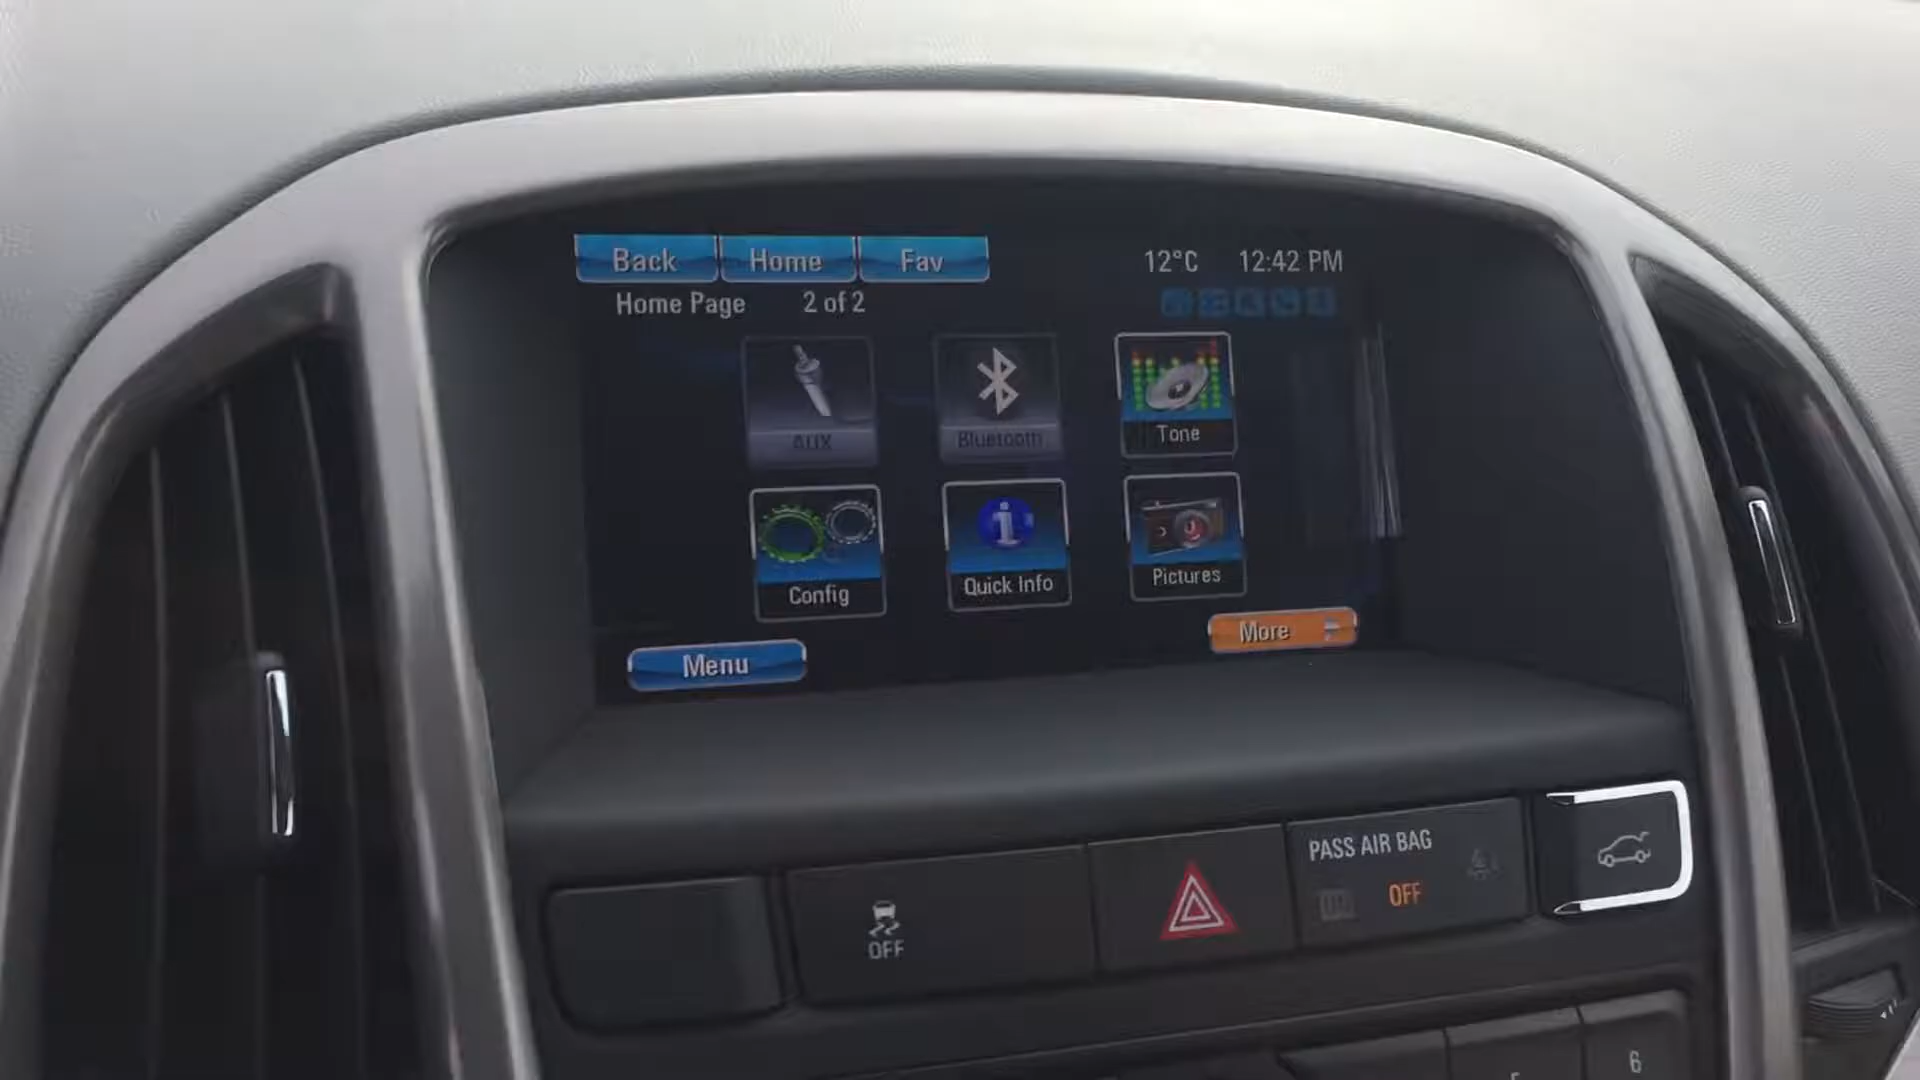 Back Home Fav
12°C 12:42 PM
Home Page 2 of 2
AUX Bluetooth Tone
Config Quick Info Pictures
Menu More
PASS AIR BAG
OFF
OFF
6